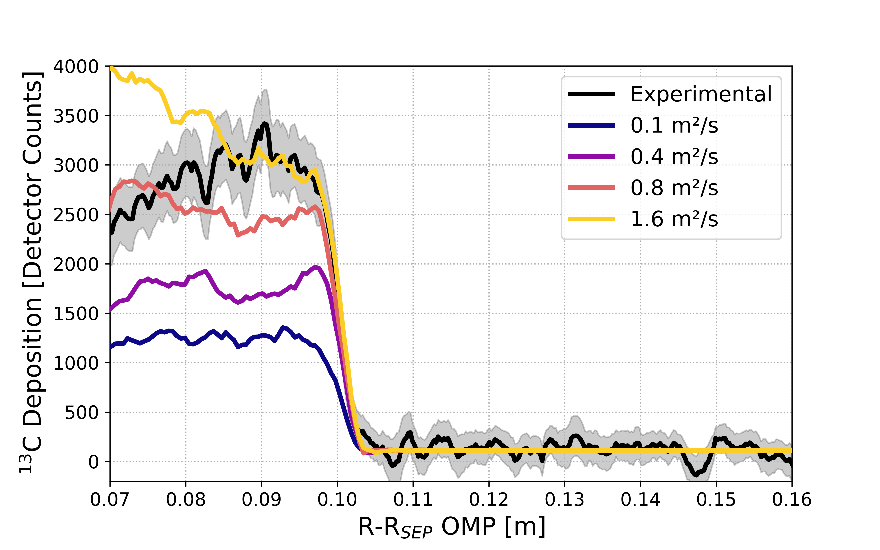 4000
3500
3000
2500
2000
1500
1000
500
0
¹³C Deposition [Detector Counts]
Experimental
0.1 m²/s
0.4 m²/s
0.8 m²/s
1.6 m²/s
0.07 0.08 0.09 0.10 0.11 0.12 0.13 0.14 0.15 0.16
R-R_SEP OMP [m]